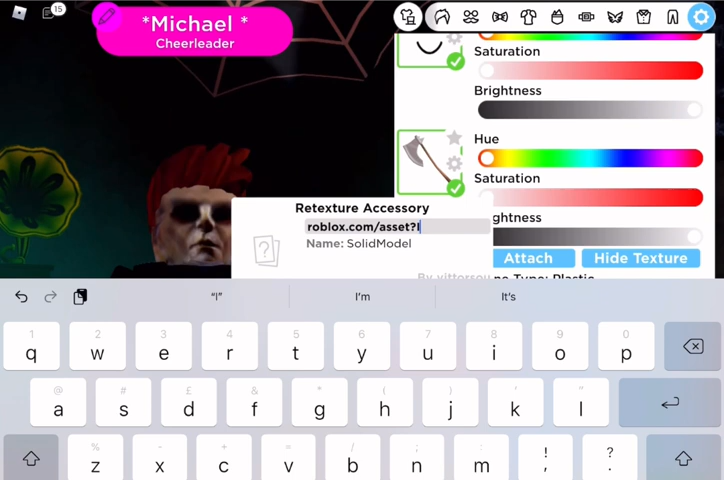 15
*Michael *
Cheerleader
Saturation
Brightness
Hue
Saturation
ghtness
Retexture Accessory
roblox.com/asset?I
Name: SolidModel
Attach
Hide Texture
"I"
I'm
It's
1 2 3 4 5 6 7 8 9 0
q w e r t y u i o p
@ # £ & * ( ) ' "
a s d f g h j k l
% - + = / ; : ! ?
z x c v b n m , .